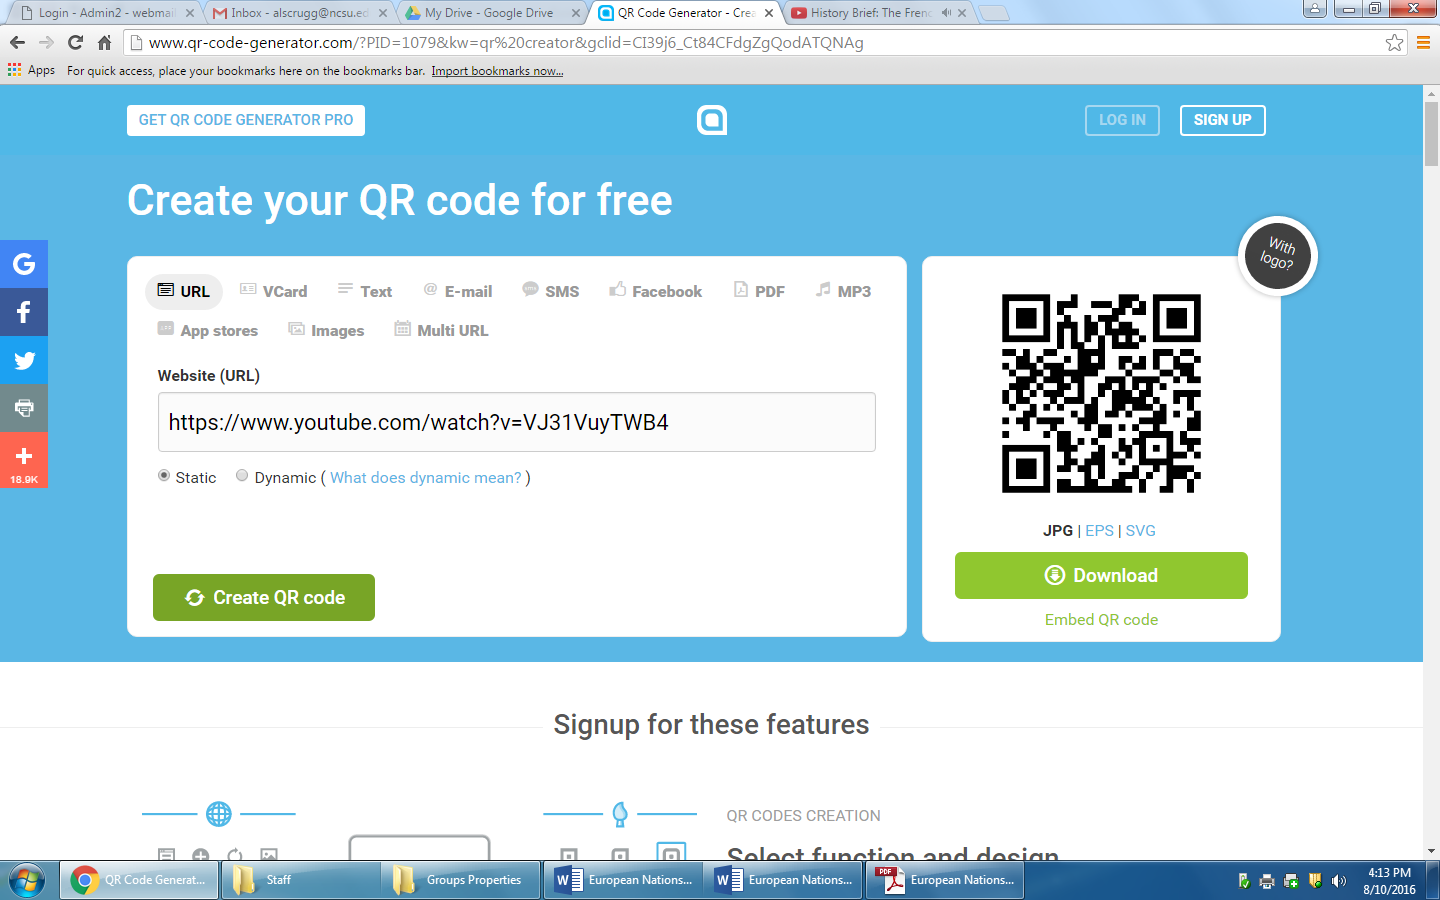 Login - Admin2 - webmail
Inbox - alscrugg@ncsu.ed
My Drive - Google Drive
QR Code Generator - Crea
History Brief: The Frenc
www.qr-code-generator.com/?PID=1079&kw=qr%20creator&gclid=CI39j6_Ct84CFdgZgQodATQNAg
Apps For quick access, place your bookmarks here on the bookmarks bar. Import bookmarks now...
GET QR CODE GENERATOR PRO
LOG IN
SIGN UP
Create your QR code for free
With
logo?
URL VCard Text E-mail SMS Facebook PDF MP3
App stores Images Multi URL
Website (URL)
https://www.youtube.com/watch?v=VJ31VuyTWB4
Static Dynamic ( What does dynamic mean? )
Create QR code
JPG | EPS | SVG
Download
Embed QR code
18.9K
Signup for these features
QR CODES CREATION
Select function and design
QR Code Generat...
Staff
Groups Properties
European Nations...
European Nations...
PDF
European Nations...
4:13 PM
8/10/2016